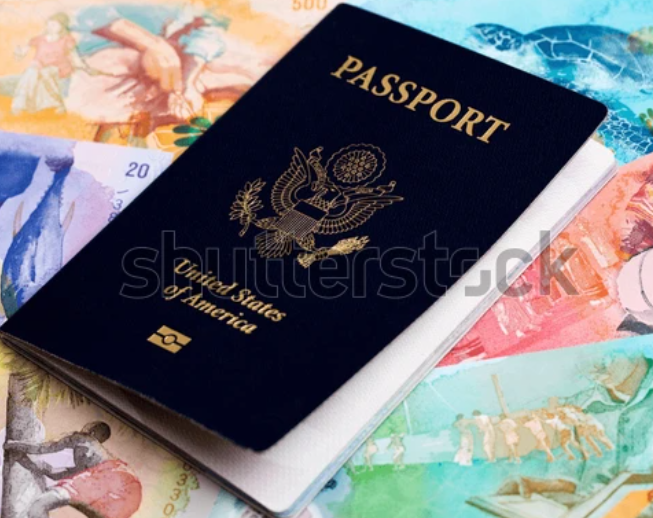 500
PASSPORT
20
shutterstock
United States
of America